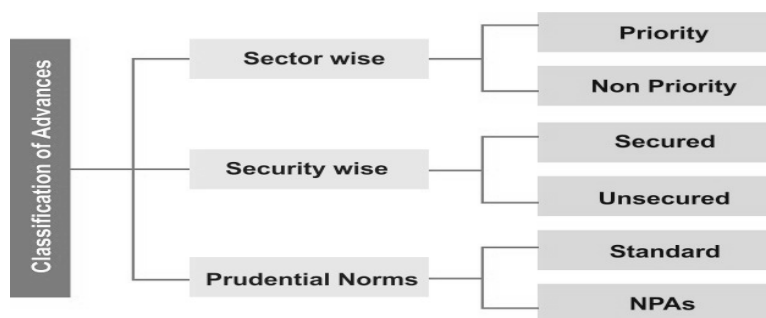 Classification of Advances
Sector wise
Priority
Non Priority
Security wise
Secured
Unsecured
Prudential Norms
Standard
NPAs